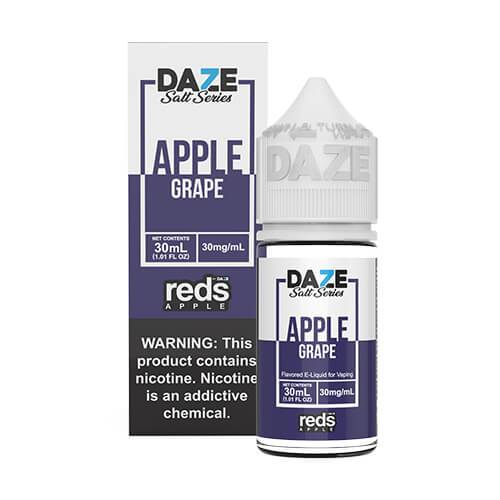 DAZE
Salt Series
APPLE
GRAPE
NET CONTENTS
30mL
(1.01 FL OZ)
30mg/mL
BY DAZE
reds
APPLE
WARNING: This
product contains
nicotine. Nicotine
is an addictive
chemical.
DAZE
DAZE
Salt Series
APPLE
GRAPE
Flavored E-Liquid for Vaping
NET CONTENTS
30mL
(1.01 FL OZ)
30mg/mL
reds
APPLE